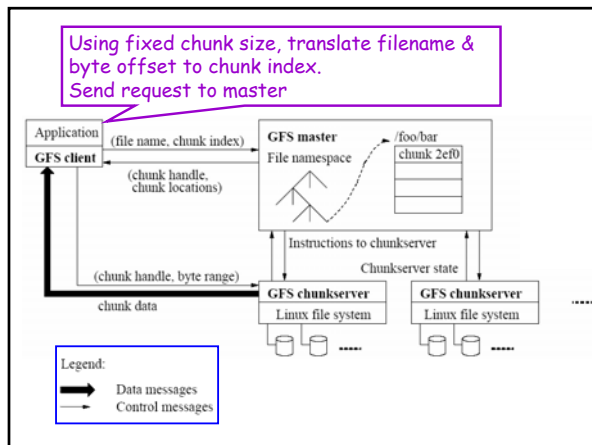 Using fixed chunk size, translate filename &
byte offset to chunk index.
Send request to master
Application
GFS client
(file name, chunk index)
(chunk handle,
chunk locations)
GFS master
File namespace
/foo/bar
chunk 2ef0
Instructions to chunkserver
Chunkserver state
(chunk handle, byte range)
chunk data
GFS chunkserver
Linux file system
GFS chunkserver
Linux file system
Legend:
Data messages
Control messages